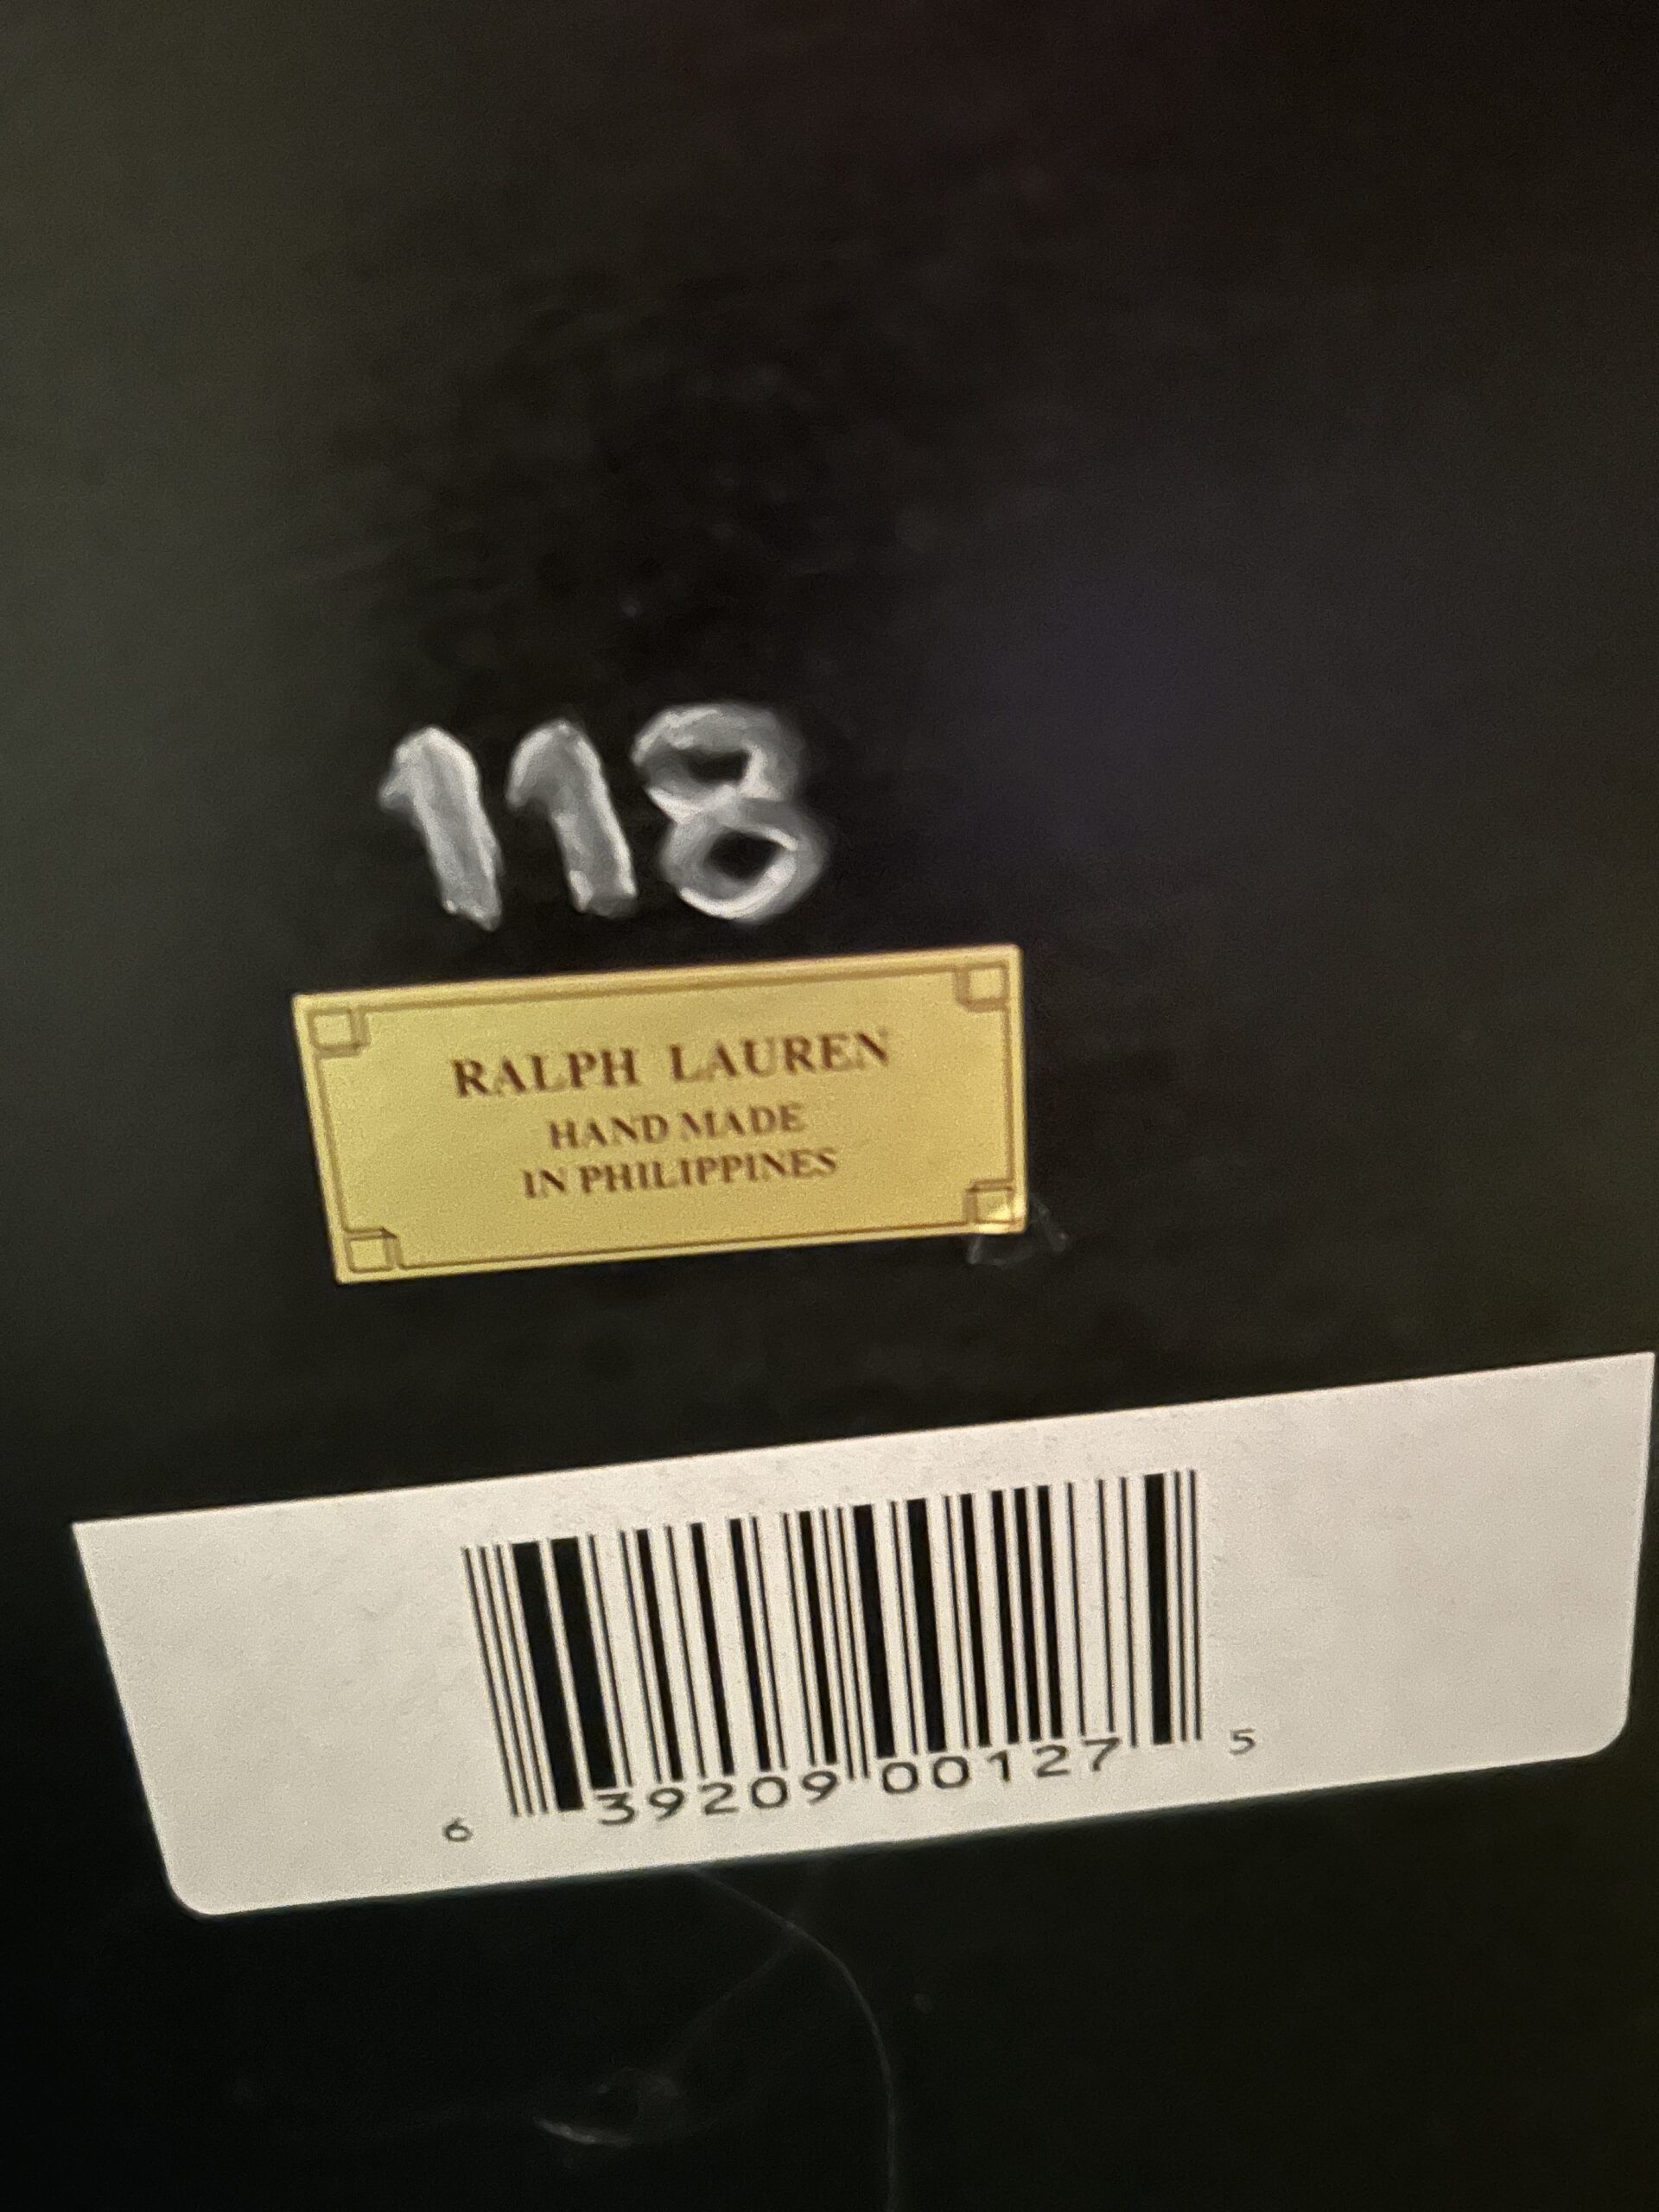 118
RALPH LAUREN
HAND MADE
IN PHILIPPINES
6 39209 00127 5